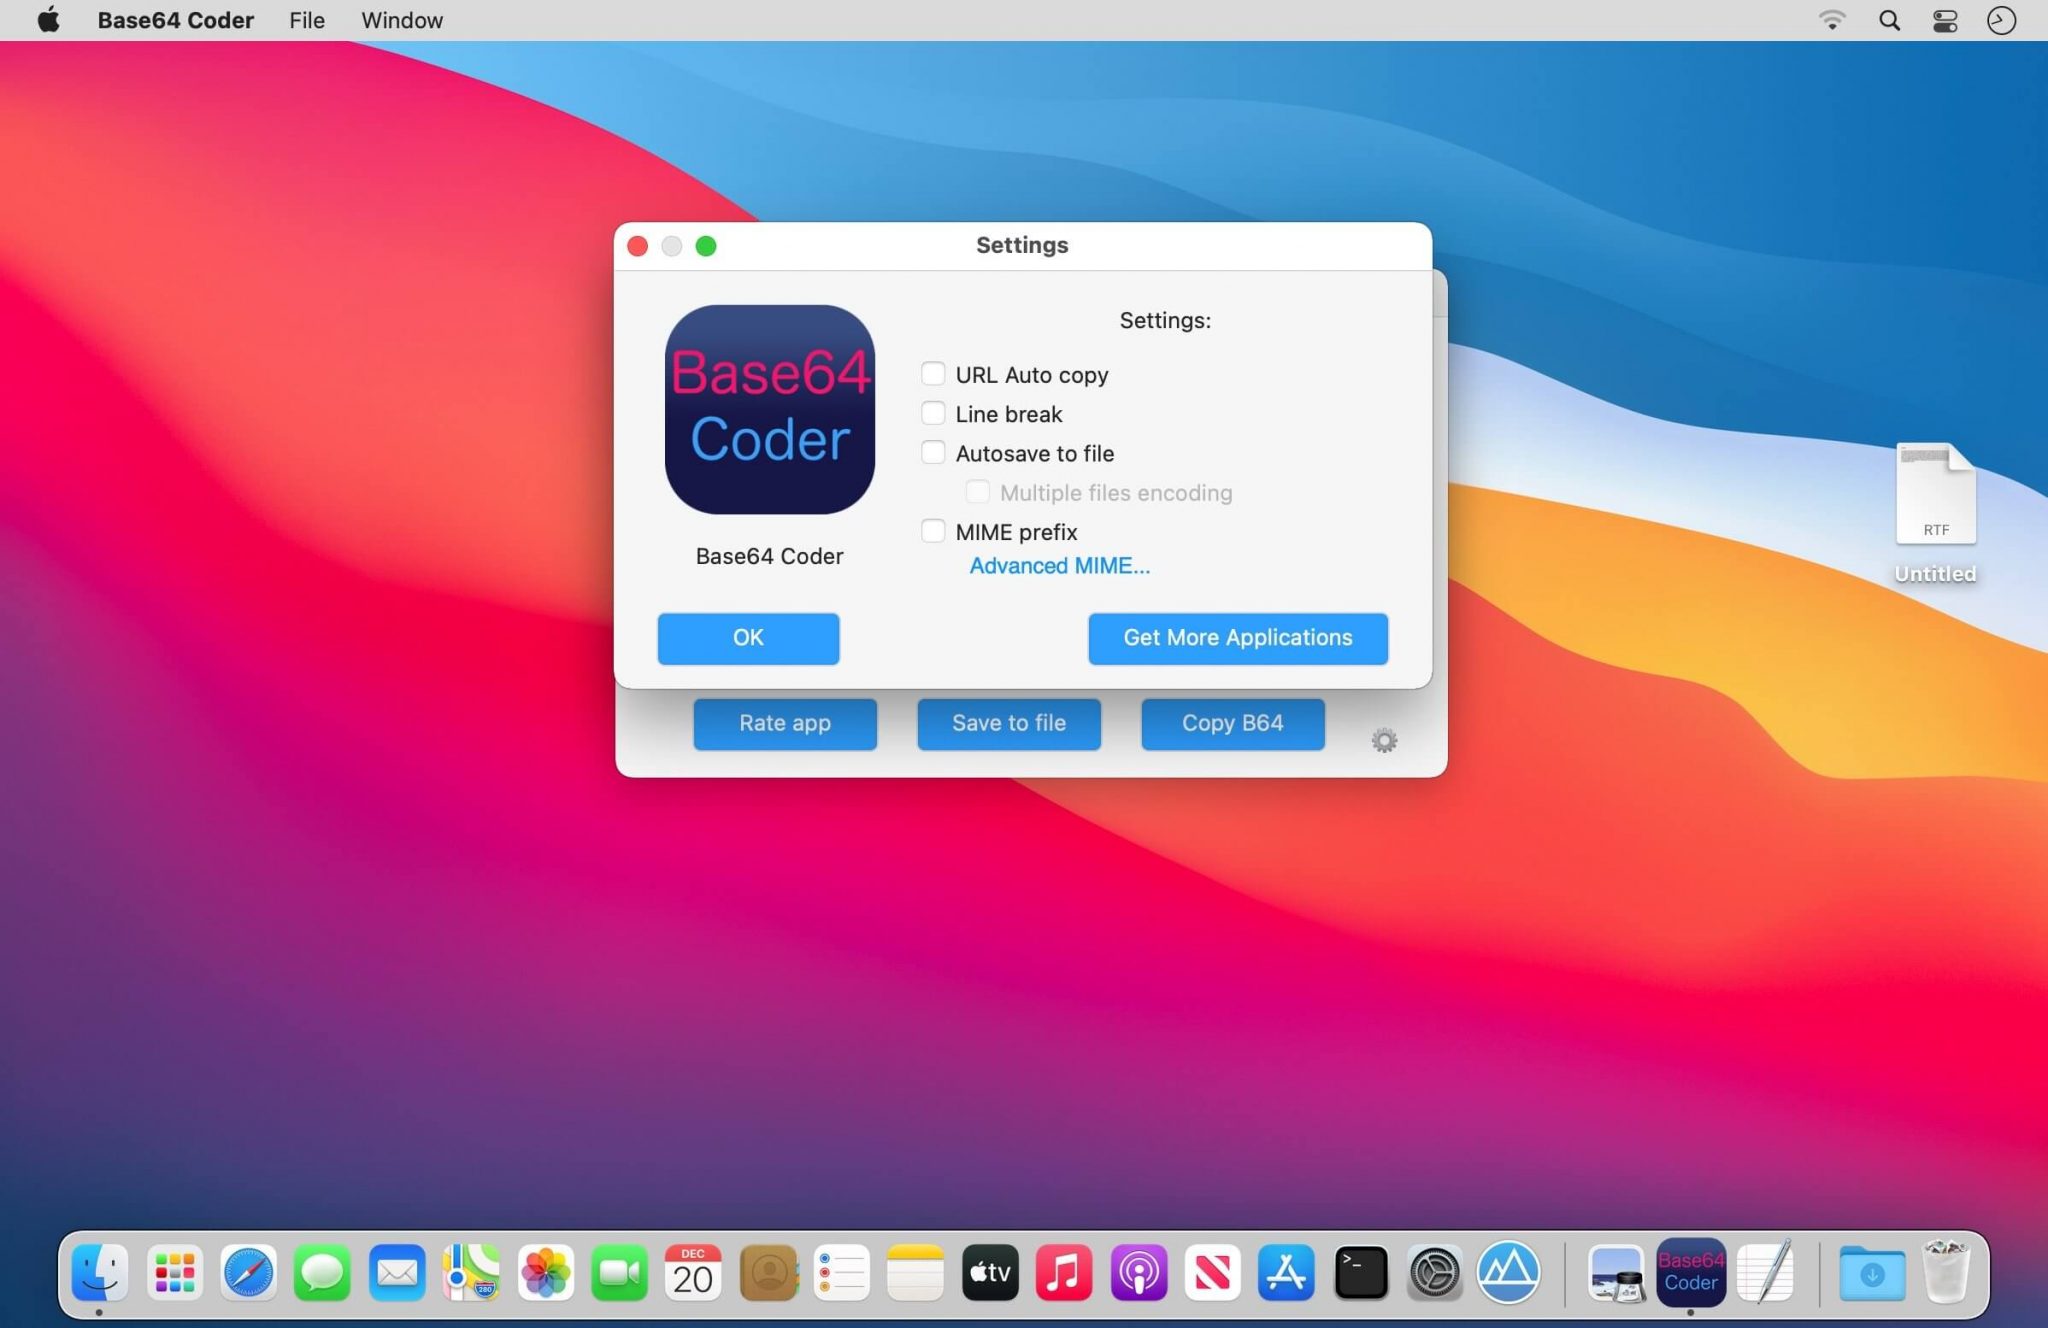 Base64 Coder File Window
Settings
Base64
Coder
Base64 Coder
Settings:
URL Auto copy
Line break
Autosave to file
Multiple files encoding
MIME prefix
Advanced MIME...
OK
Get More Applications
Rate app
Save to file
Copy B64
RTF
Untitled
280
DEC
20
tv
>_
Base64
Coder